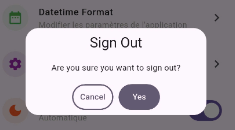 Datetime Format
Modifier les paramètres de l'application
Sign Out
Are you sure you want to sign out?
Cancel
Yes
Automatique